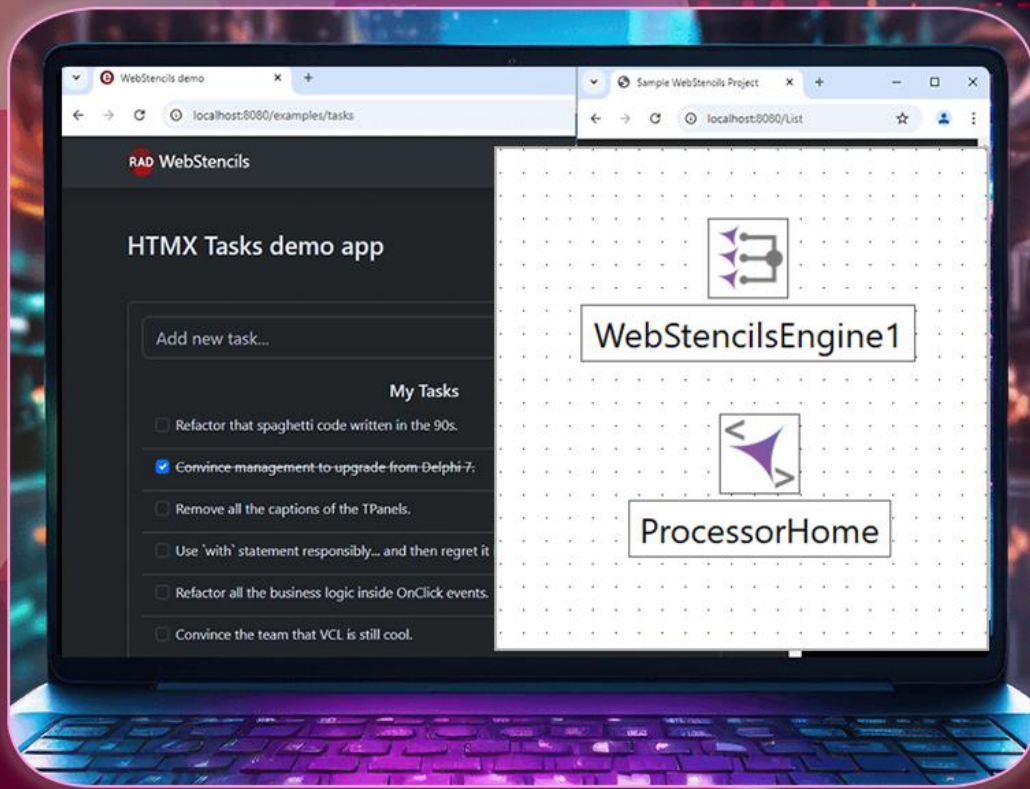 WebStencils demo
localhost:8080/examples/tasks
RAD WebStencils
HTMX Tasks demo app
Add new task...
My Tasks
Refactor that spaghetti code written in the 90s.
Convince management to upgrade from Delphi 7.
Remove all the captions of the TPanels.
Use `with` statement responsibly... and then regret it
Refactor all the business logic inside OnClick events.
Convince the team that VCL is still cool.
Sample WebStencils Project
localhost:8080/List
WebStencilsEngine1
ProcessorHome